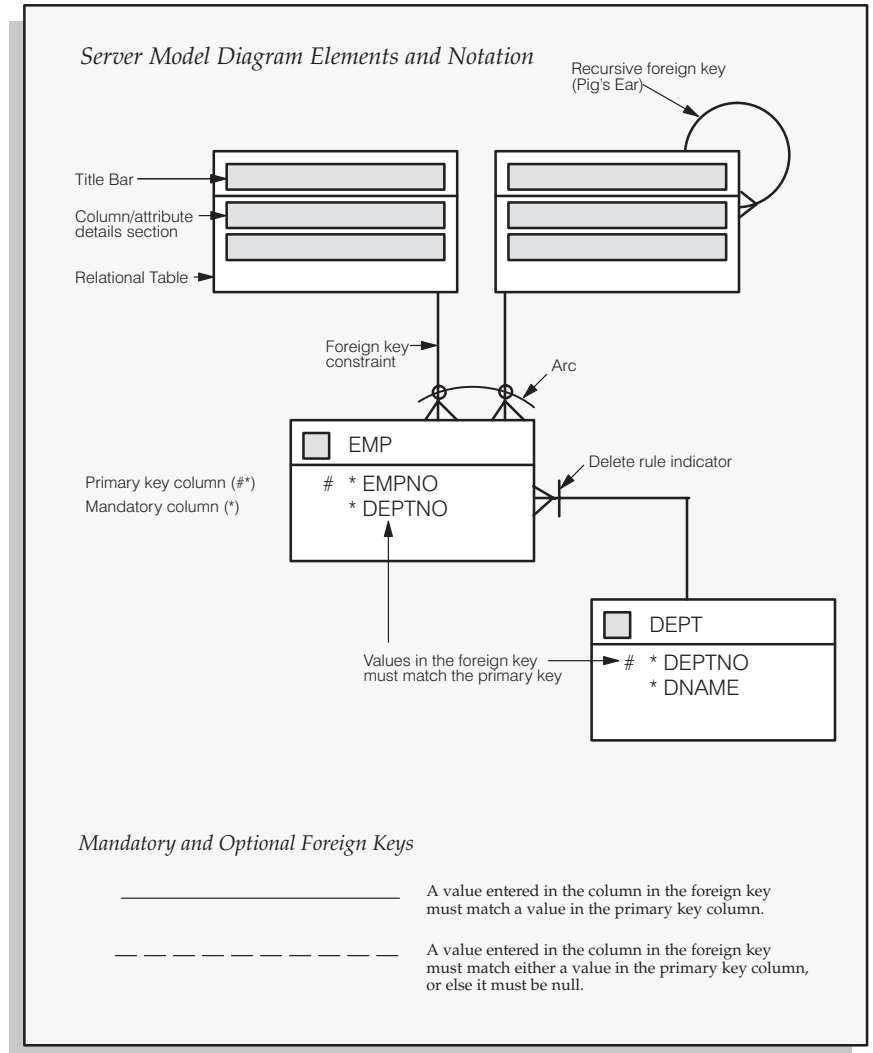 Server Model Diagram Elements and Notation
Recursive foreign key
(Pig's Ear)
Title Bar
Column/attribute
details section
Relational Table
Foreign key
constraint
Arc
EMP
Delete rule indicator
Primary key column (#*)
# * EMPNO
Mandatory column (*)
* DEPTNO
DEPT
Values in the foreign key
must match the primary key
# * DEPTNO
* DNAME
Mandatory and Optional Foreign Keys
A value entered in the column in the foreign key
must match a value in the primary key column.
A value entered in the column in the foreign key
must match either a value in the primary key column,
or else it must be null.